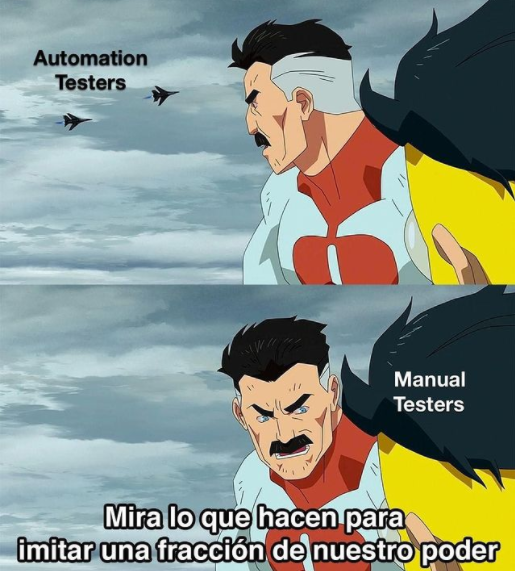 Automation
Testers
Manual
Testers
Mira lo que hacen para
imitar una fracción de nuestro poder